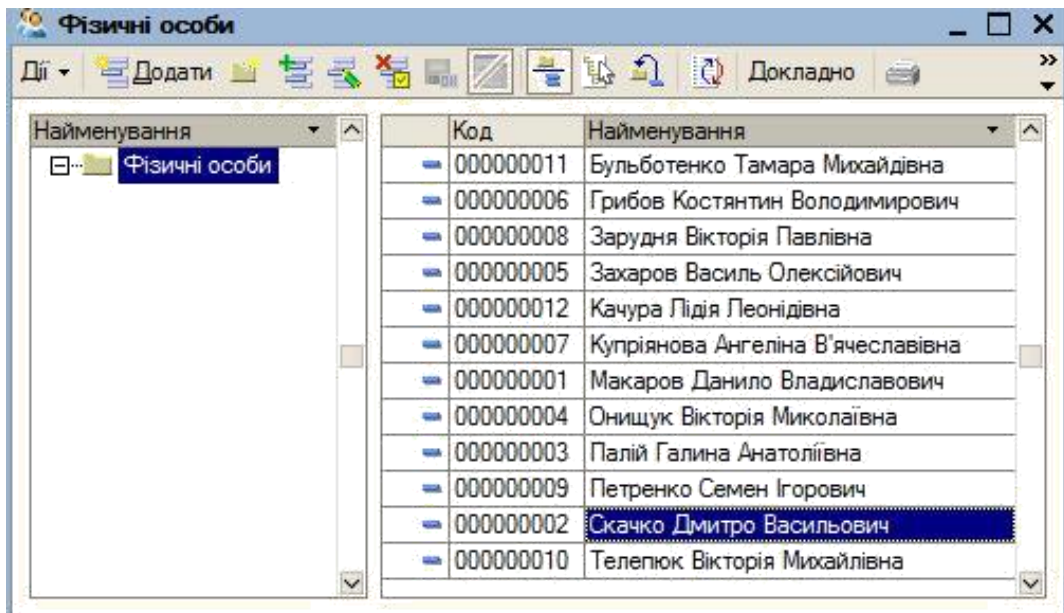 Фізичні особи
Дії Додати Докладно »
Найменування
Фізичні особи
Код Найменування
000000011 Бульботенко Тамара Михайдівна
000000006 Грибов Костянтин Володимирович
000000008 Зарудня Вікторія Павлівна
000000005 Захаров Василь Олексійович
000000012 Качура Лідія Леонідівна
000000007 Купріянова Ангеліна В'ячеславівна
000000001 Макаров Данило Владиславович
000000004 Онищук Вікторія Миколаївна
000000003 Палій Галина Анатоліївна
000000009 Петренко Семен Ігорович
000000002 Скачко Дмитро Васильович
000000010 Телепюк Вікторія Михайлівна